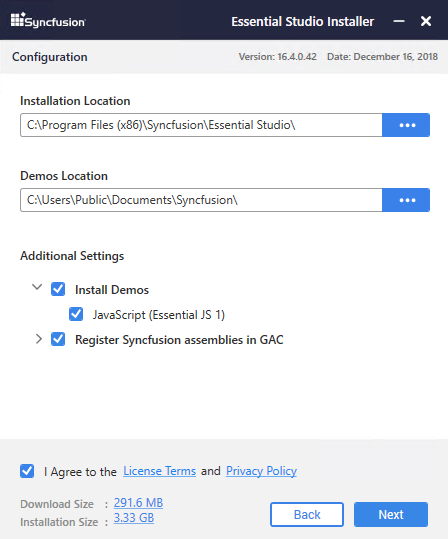 Syncfusion Essential Studio Installer
Configuration Version: 16.4.0.42 Date: December 16, 2018
Installation Location
C:\Program Files (x86)\Syncfusion\Essential Studio\
Demos Location
C:\Users\Public\Documents\Syncfusion\
Additional Settings
Install Demos
JavaScript (Essential JS 1)
Register Syncfusion assemblies in GAC
I Agree to the License Terms and Privacy Policy
Download Size : 291.6 MB
Installation Size : 3.33 GB
Back Next